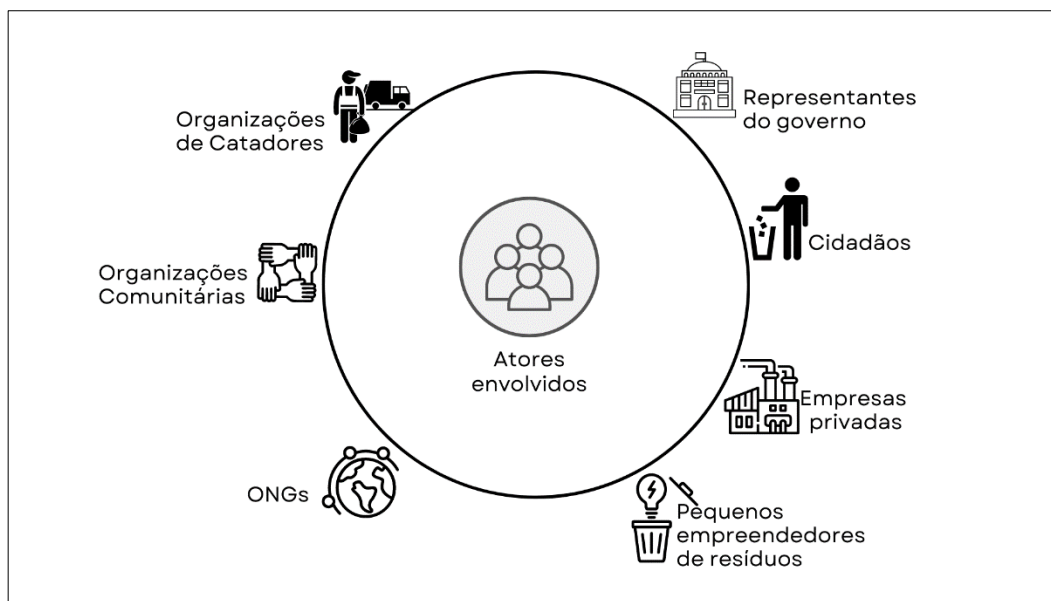 Organizações
de Catadores
Representantes
do governo
Cidadãos
Organizações
Comunitárias
Atores
envolvidos
Empresas
privadas
ONGs
Pequenos
empreendedores
de resíduos